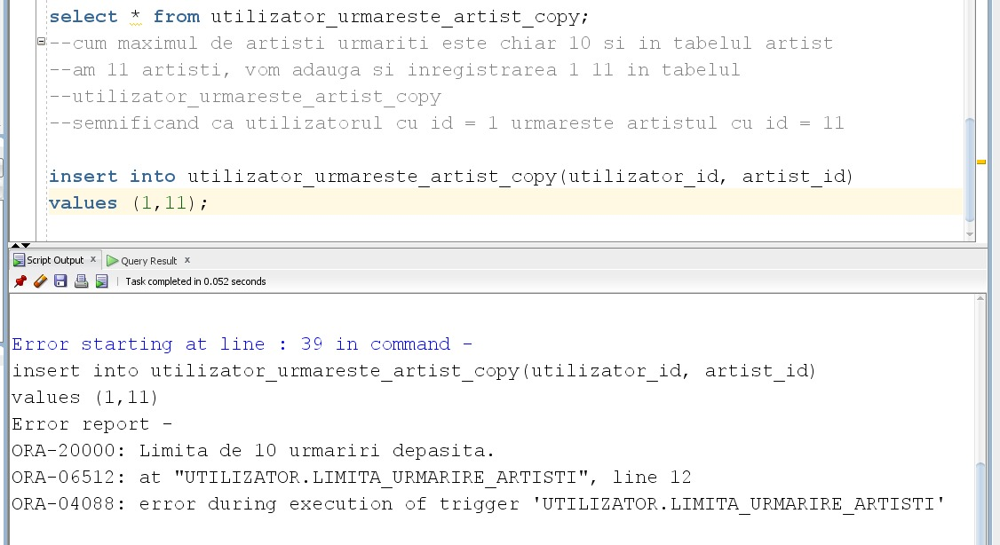 select * from utilizator_urmareste_artist_copy;
--cum maximul de artisti urmariti este chiar 10 si in tabelul artist
--am 11 artisti, vom adauga si inregistrarea 1 11 in tabelul
--utilizator_urmareste_artist_copy
--semnificand ca utilizatorul cu id = 1 urmareste artistul cu id = 11
insert into utilizator_urmareste_artist_copy(utilizator_id, artist_id)
values (1,11);
Script Output x Query Result x
Task completed in 0.052 seconds
Error starting at line : 39 in command -
insert into utilizator_urmareste_artist_copy(utilizator_id, artist_id)
values (1,11)
Error report -
ORA-20000: Limita de 10 urmariri depasita.
ORA-06512: at "UTILIZATOR.LIMITA_URMARIRE_ARTISTI", line 12
ORA-04088: error during execution of trigger 'UTILIZATOR.LIMITA_URMARIRE_ARTISTI'